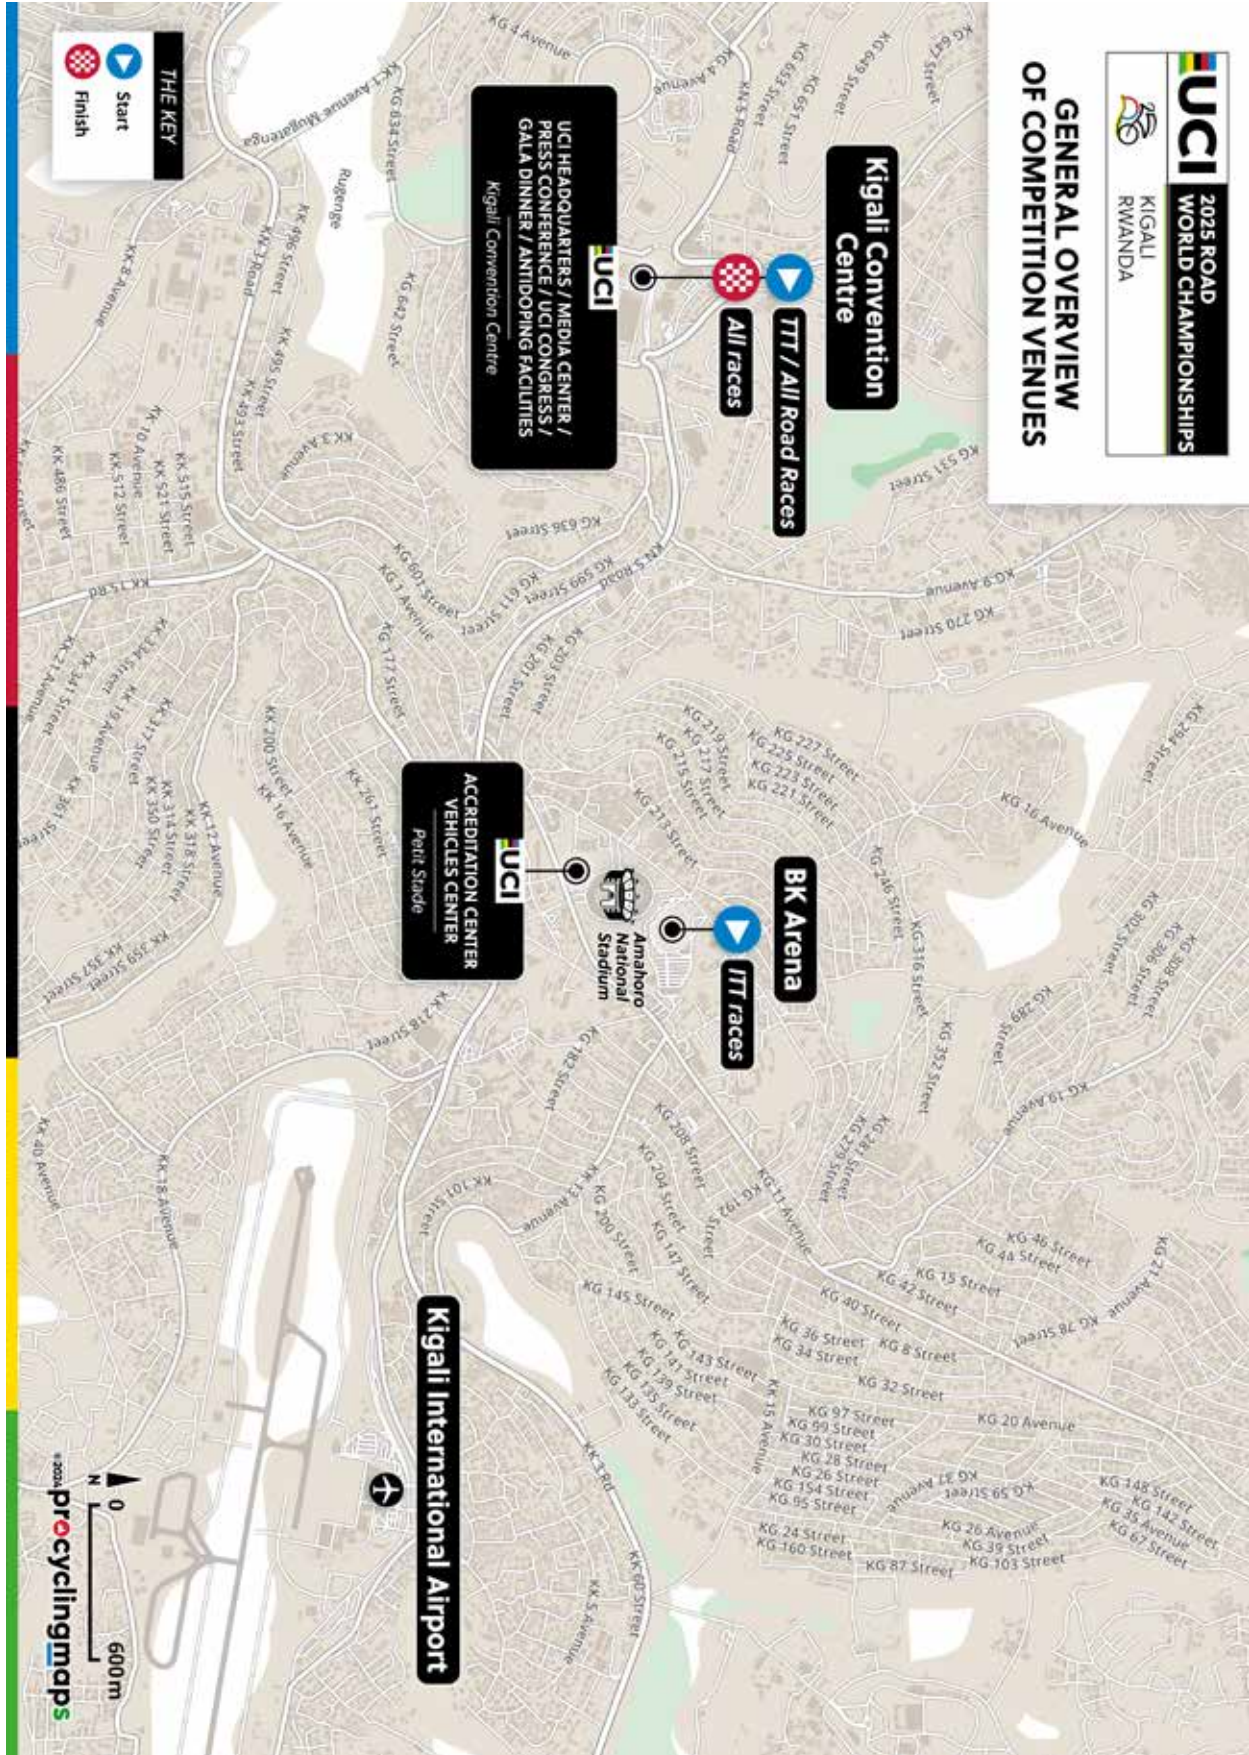 UCI
2025 ROAD
WORLD CHAMPIONSHIPS
KIGALI
RWANDA
GENERAL OVERVIEW
OF COMPETITION VENUES
Kigali Convention
Centre
TTT / All Road Races
All races
UCI
UCI HEADQUARTERS / MEDIA CENTER /
PRESS CONFERENCE / UCI CONGRESS /
GALA DINNER / ANTIDOPING FACILITIES
Kigali Convention Centre
BK Arena
ITT races
Amahoro
National
Stadium
UCI
ACCREDITATION CENTER
VEHICLES CENTER
Petit Stade
Kigali International Airport
THE KEY
Start
Finish
N
0
600m
©2024 procyclingmaps
KG 647 Street
KG 649 Street
KG 651 Street
KG 653 Street
KN 5 Road
KG 4 Avenue
KG 4 Avenue
KK 1 Avenue Mugatenga
KG 634 Street
Rugenge
KG 642 Street
KK 496 Street
KN 3 Road
KK 495 Street
KK 493 Street
KK 8 Avenue
KK 3 Avenue
KK 10 Avenue
KK 515 Street
KK 521 Street
KK 512 Street
KK 486 Street
KK 15 Rd
KG 531 Street
KG 636 Street
KN 5 Road
KG 599 Street
KG 611 Street
KG 601 Street
KG 1 Avenue
KG 177 Street
KG 9 Avenue
KG 270 Street
KG 203 Street
KG 201 Street
KG 294 Street
KG 16 Avenue
KG 227 Street
KG 225 Street
KG 223 Street
KG 221 Street
KG 219 Street
KG 217 Street
KG 215 Street
KG 213 Street
KG 246 Street
KG 316 Street
KG 352 Street
KG 302 Street
KG 306 Street
KG 308 Street
KG 289 Street
KG 19 Avenue
KG 281 Street
KG 279 Street
KK 334 Street
KK 341 Street
KK 21 Avenue
KK 19 Avenue
KK 317 Street
KK 314 Street
KK 350 Street
KK 318 Street
KK 12 Avenue
KK 361 Street
KK 200 Street
KK 16 Avenue
KK 261 Street
KK 359 Street
KK 357 Street
KK 218 Street
KK 40 Avenue
KK 18 Avenue
KG 182 Street
KG 208 Street
KG 204 Street
KG 192 Street
KG 11 Avenue
KK 13 Avenue
KG 200 Street
KG 147 Street
KK 101 Street
KG 145 Street
KG 143 Street
KG 141 Street
KG 139 Street
KG 135 Street
KG 133 Street
KG 46 Street
KG 44 Street
KG 15 Street
KG 42 Street
KG 40 Street
KG 21 Avenue
KG 78 Street
KG 36 Street
KG 34 Street
KG 8 Street
KG 32 Street
KG 20 Avenue
KK 15 Avenue
KG 97 Street
KG 99 Street
KG 30 Street
KG 28 Street
KG 26 Street
KG 154 Street
KG 95 Street
KG 37 Avenue
KG 59 Street
KG 24 Street
KG 160 Street
KG 87 Street
KG 26 Avenue
KG 39 Street
KG 103 Street
KG 148 Street
KG 142 Street
KG 35 Avenue
KG 67 Street
KK 3 Rd
KK 60 Street
KK 5 Avenue